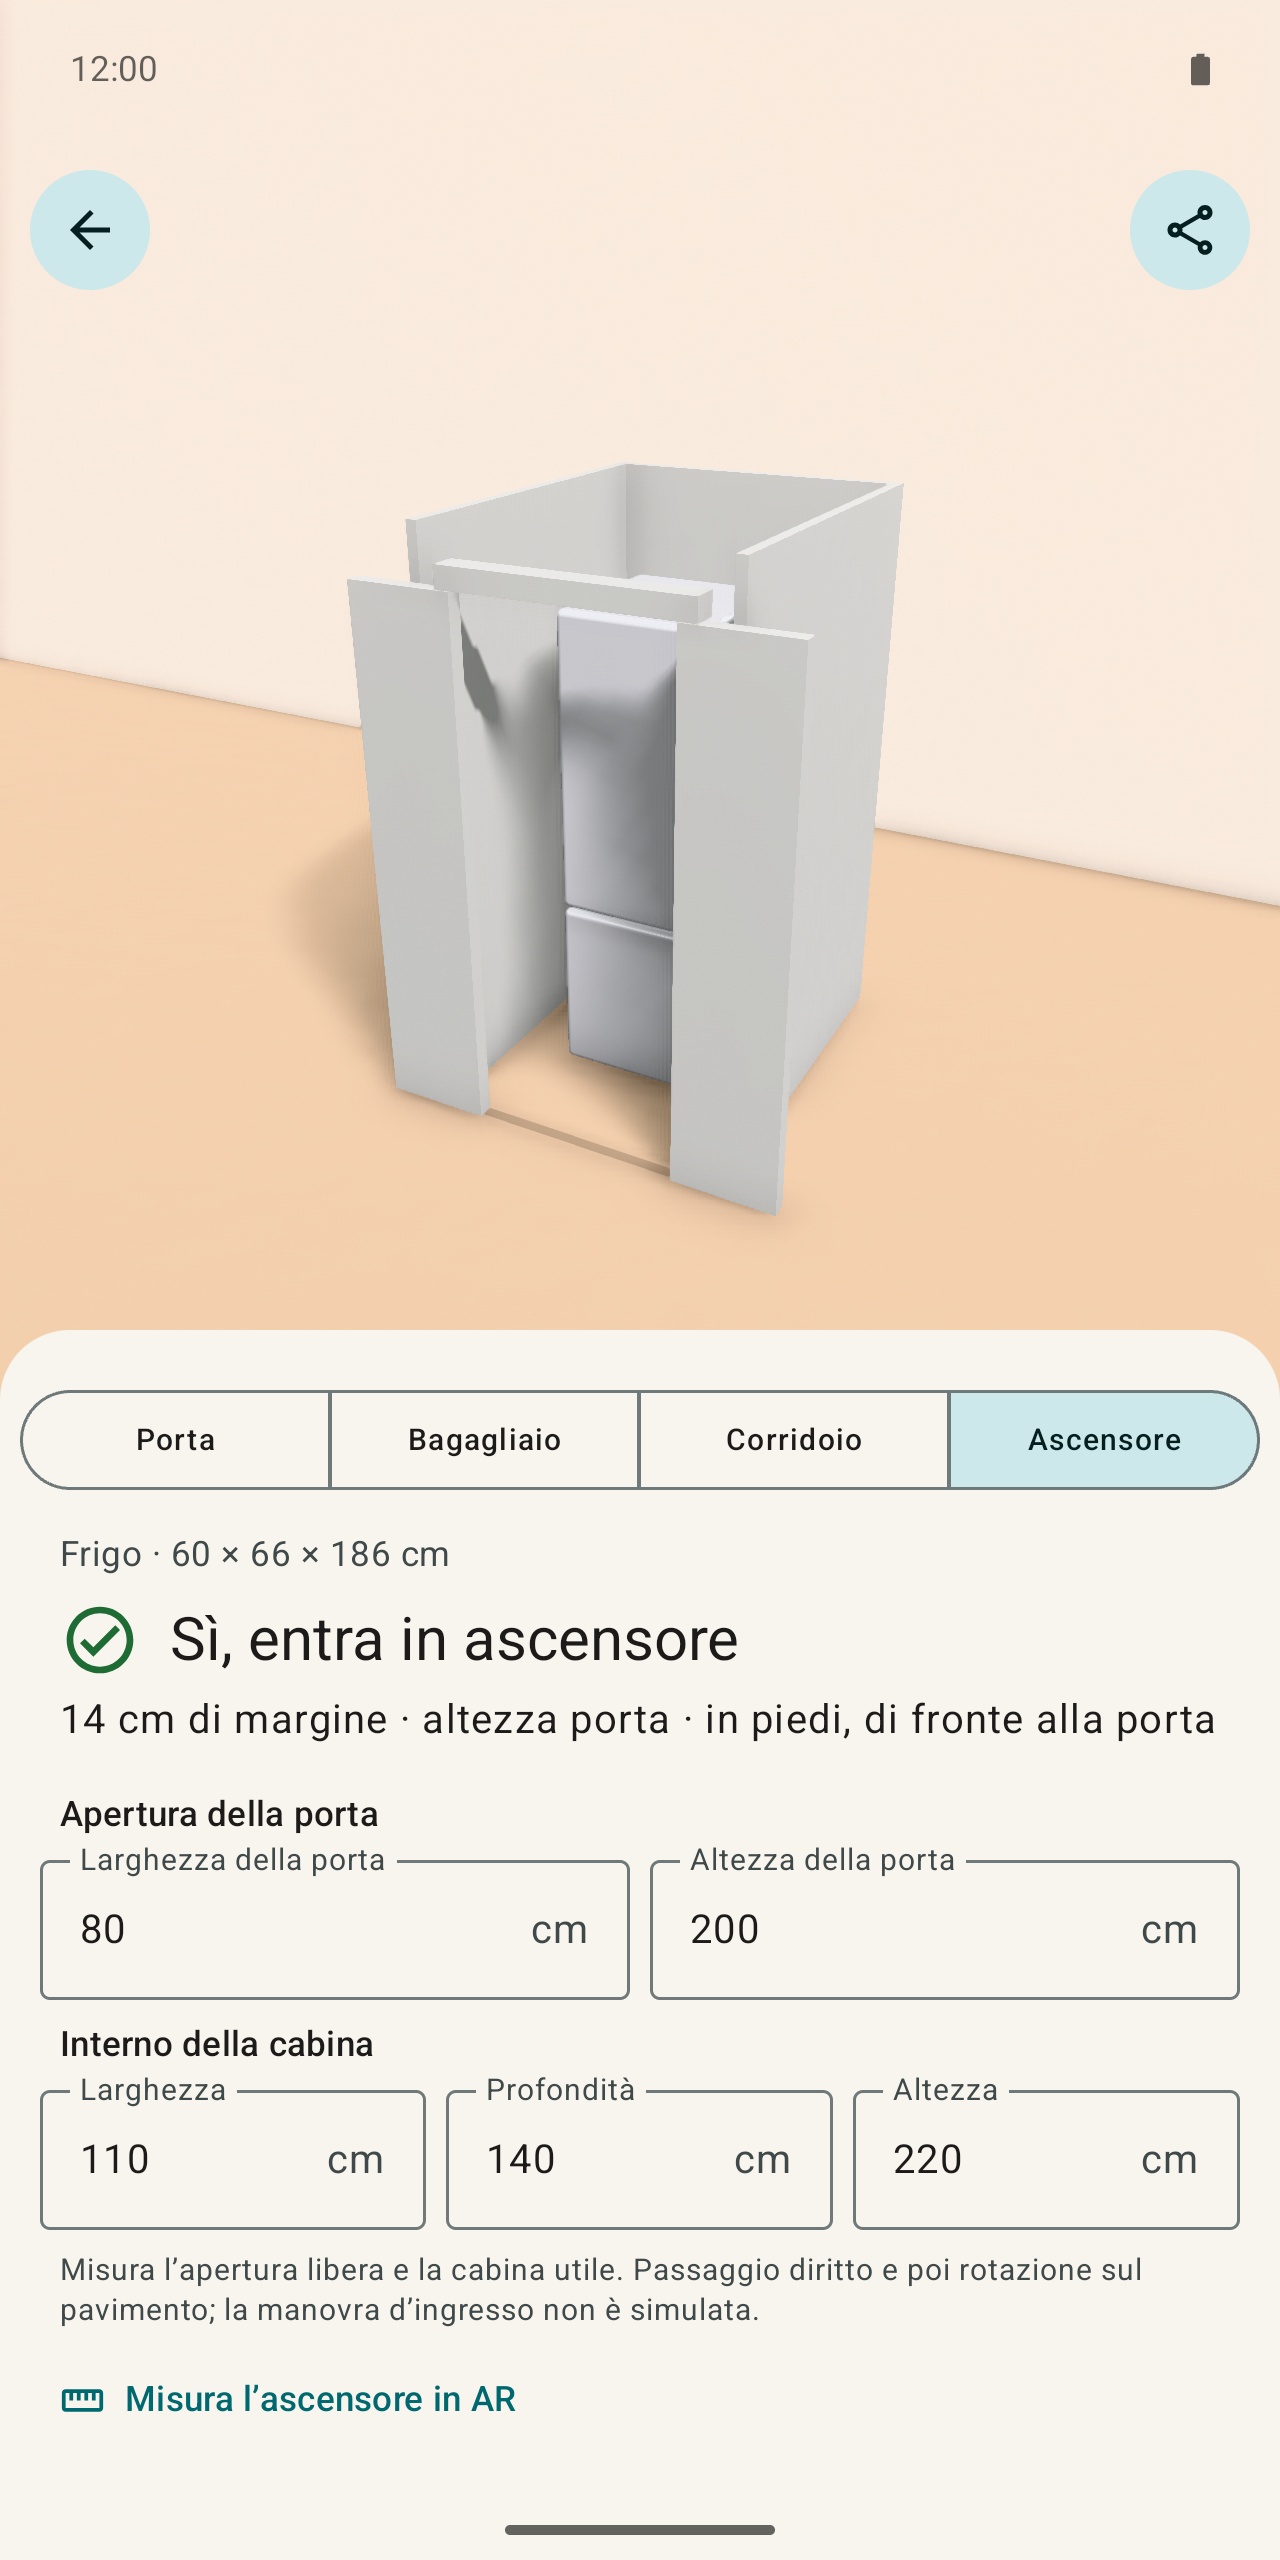 12:00
Porta
Bagagliaio
Corridoio
Ascensore
Frigo · 60 × 66 × 186 cm
Sì, entra in ascensore
14 cm di margine · altezza porta · in piedi, di fronte alla porta
Apertura della porta
Larghezza della porta
80 cm
Altezza della porta
200 cm
Interno della cabina
Larghezza
110 cm
Profondità
140 cm
Altezza
220 cm
Misura l’apertura libera e la cabina utile. Passaggio diritto e poi rotazione sul
pavimento; la manovra d’ingresso non è simulata.
Misura l’ascensore in AR